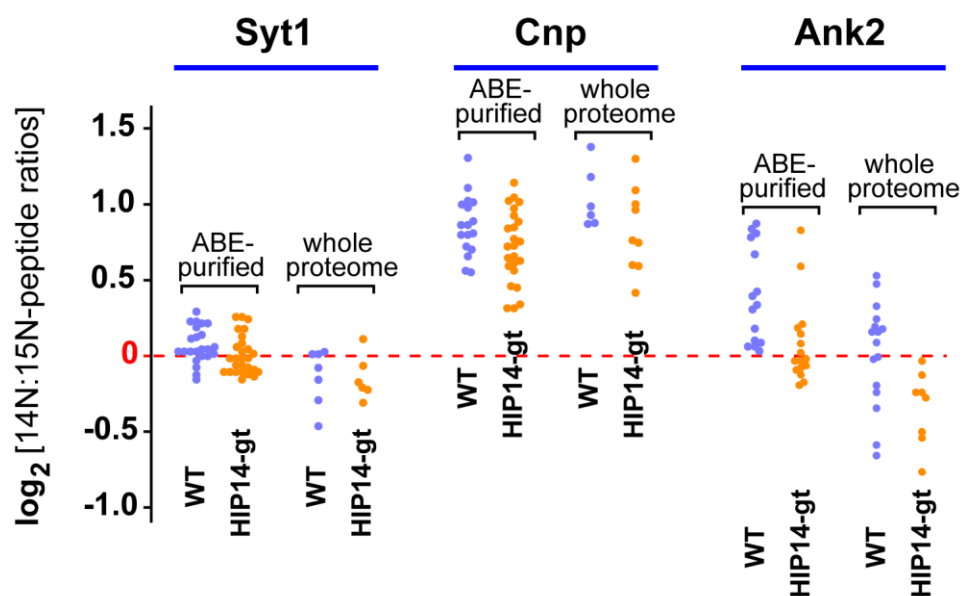 Syt1
Cnp
Ank2
log2 [14N:15N-peptide ratios]
1.5
1.0
0.5
0
-0.5
-1.0
ABE-
purified
whole
proteome
WT
HIP14-gt
WT
HIP14-gt
ABE-
purified
whole
proteome
WT
HIP14-gt
WT
HIP14-gt
ABE-
purified
whole
proteome
WT
HIP14-gt
WT
HIP14-gt